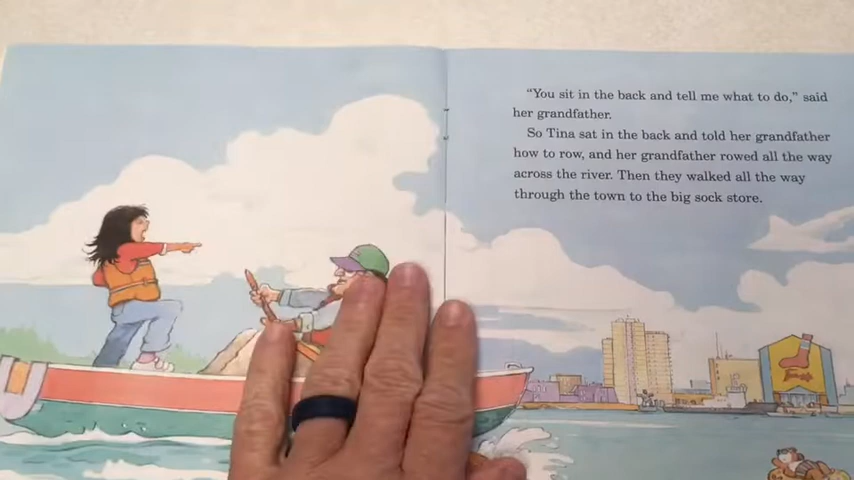 “You sit in the back and tell me what to do,” said
her grandfather.
So Tina sat in the back and told her grandfather
how to row, and her grandfather rowed all the way
across the river. Then they walked all the way
through the town to the big sock store.